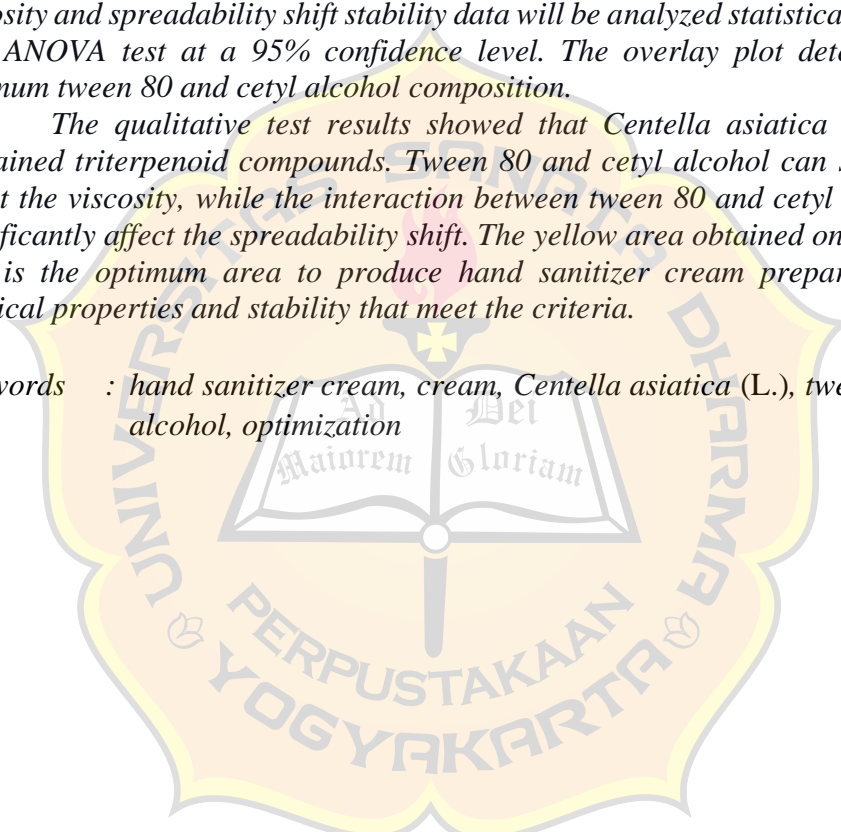 osity and spreadability shift stability data will be analyzed statistica
ANOVA test at a 95% confidence level. The overlay plot dete
num tween 80 and cetyl alcohol composition.
The qualitative test results showed that Centella asiatica
ained triterpenoid compounds. Tween 80 and cetyl alcohol can s
t the viscosity, while the interaction between tween 80 and cetyl
ficantly affect the spreadability shift. The yellow area obtained on
is the optimum area to produce hand sanitizer cream prepar
ical properties and stability that meet the criteria.
words : hand sanitizer cream, cream, Centella asiatica (L.), twe
alcohol, optimization
UNIVERSITAS SANATA DHARMA
Ad Maiorem
Dei Gloriam
PERPUSTAKAAN
YOGYAKARTA